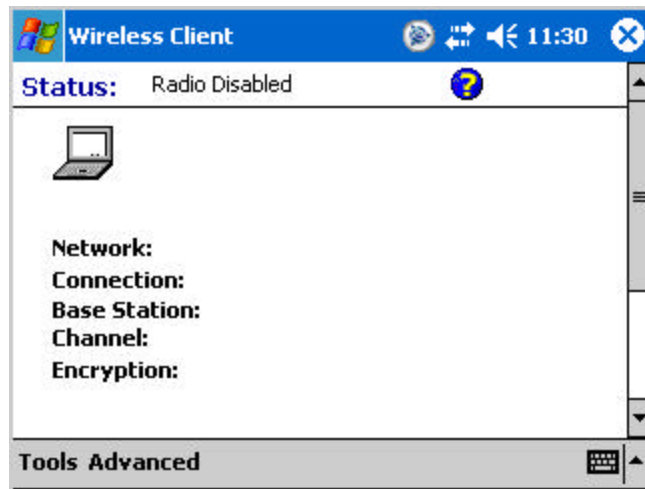 Wireless Client 11:30
Status: Radio Disabled ?
Network:
Connection:
Base Station:
Channel:
Encryption:
Tools Advanced